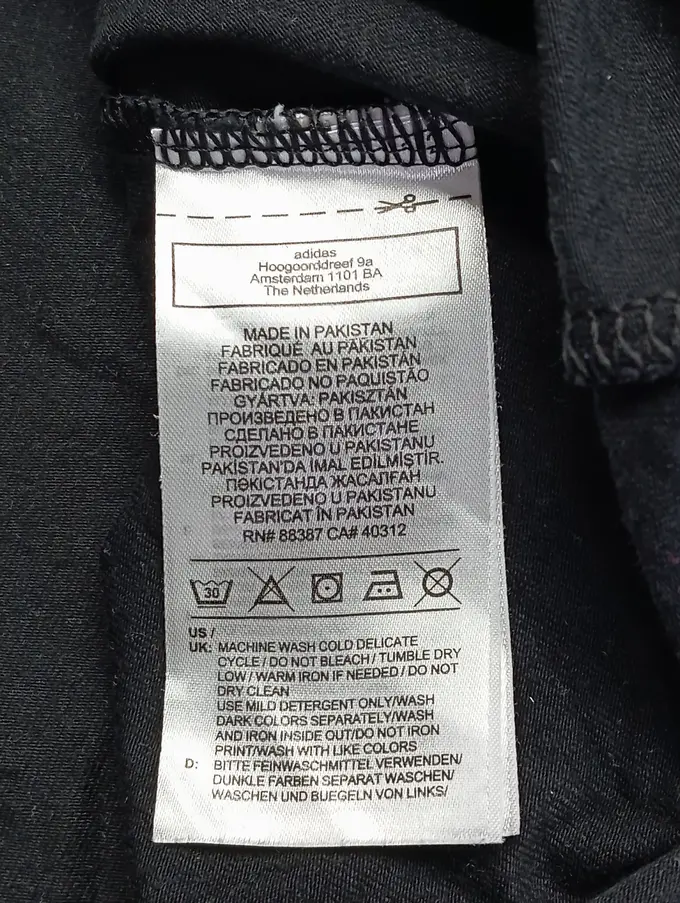 adidas
Hoogoorddreef 9a
Amsterdam 1101 BA
The Netherlands
MADE IN PAKISTAN
FABRIQUÉ AU PAKISTAN
FABRICADO EN PAKISTÁN
FABRICADO NO PAQUISTÃO
GYÁRTVA: PAKISZTÁN
ПРОИЗВЕДЕНО В ПАКИСТАН
СДЕЛАНО В ПАКИСТАНЕ
PROIZVEDENO U PAKISTANU
PAKİSTAN'DA IMAL EDİLMİŞTİR.
ПӘКІСТАНДА ЖАСАЛҒАН
PROIZVEDENO U PAKISTANU
FABRICAT ÎN PAKISTAN
RN# 88387 CA# 40312
30
US /
UK: MACHINE WASH COLD DELICATE
CYCLE / DO NOT BLEACH / TUMBLE DRY
LOW / WARM IRON IF NEEDED / DO NOT
DRY CLEAN
USE MILD DETERGENT ONLY/WASH
DARK COLORS SEPARATELY/WASH
AND IRON INSIDE OUT/DO NOT IRON
PRINT/WASH WITH LIKE COLORS
D: BITTE FEINWASCHMITTEL VERWENDEN/
DUNKLE FARBEN SEPARAT WASCHEN/
WASCHEN UND BUEGELN VON LINKS/